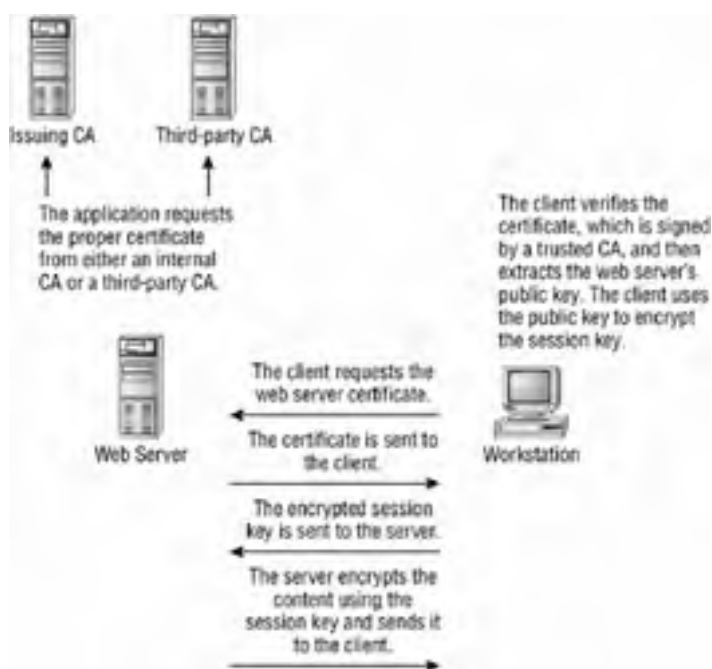 Issuing CA
Third-party CA
The application requests
the proper certificate
from either an internal
CA or a third-party CA.
The client verifies the
certificate, which is signed
by a trusted CA, and then
extracts the web server's
public key. The client uses
the public key to encrypt
the session key.
Web Server
Workstation
The client requests the
web server certificate.
The certificate is sent to
the client.
The encrypted session
key is sent to the server.
The server encrypts the
content using the
session key and sends it
to the client.